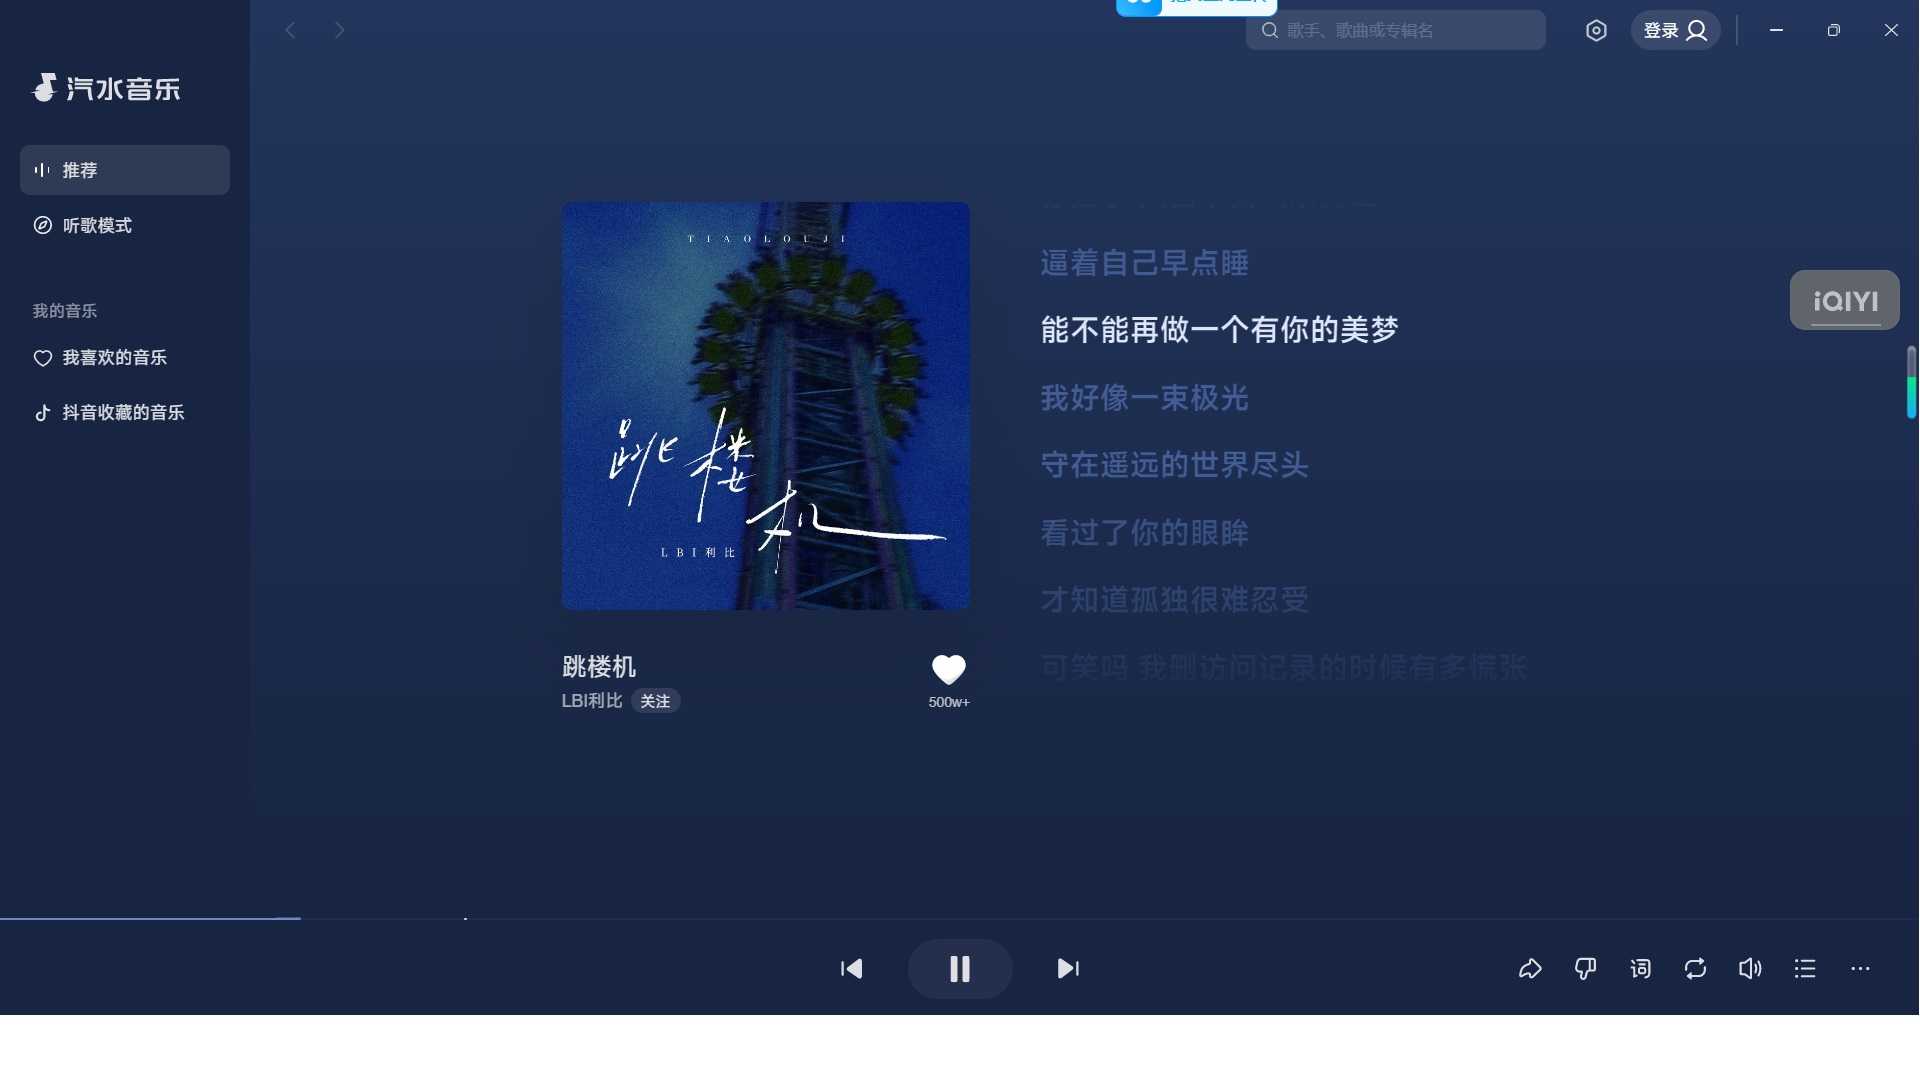 歌手、歌曲或专辑名
登录
汽水音乐
推荐
听歌模式
我的音乐
我喜欢的音乐
抖音收藏的音乐
TIAOLOUJI
跳楼机
LBI利比
跳楼机
LBI利比 关注
500w+
逼着自己早点睡
能不能再做一个有你的美梦
我好像一束极光
守在遥远的世界尽头
看过了你的眼眸
才知道孤独很难忍受
可笑吗 我删访问记录的时候有多慌张
iQIYI
词